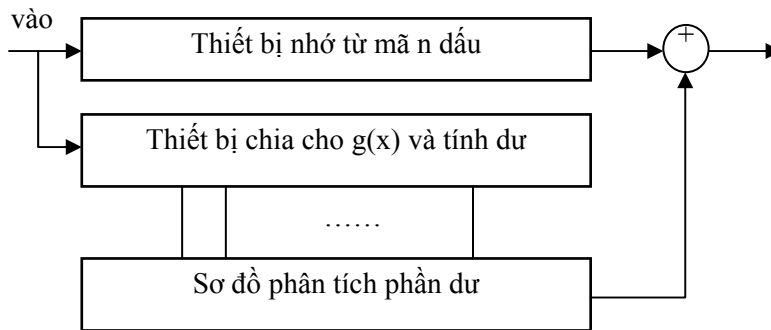 vào
Thiết bị nhớ từ mã n dấu
+
Thiết bị chia cho g(x) và tính dư
……
Sơ đồ phân tích phần dư